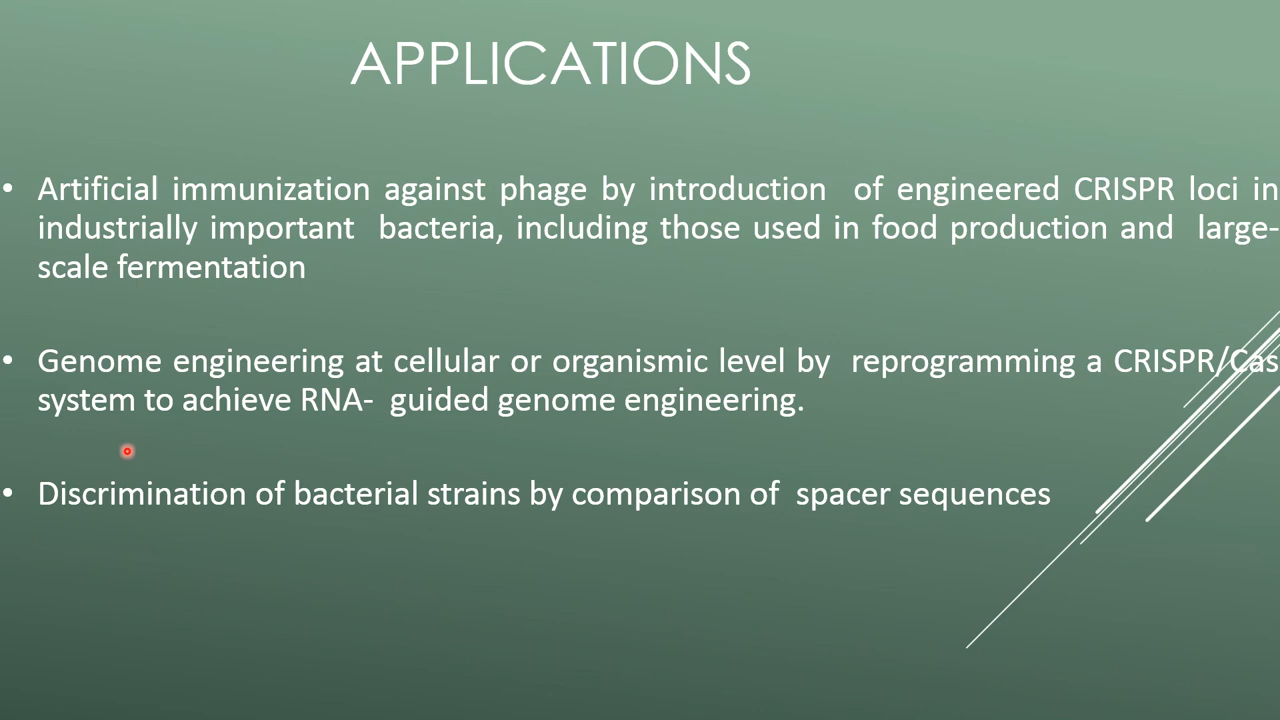 APPLICATIONS
• Artificial immunization against phage by introduction of engineered CRISPR loci in
industrially important bacteria, including those used in food production and large-
scale fermentation
• Genome engineering at cellular or organismic level by reprogramming a CRISPR/Cas
system to achieve RNA- guided genome engineering.
• Discrimination of bacterial strains by comparison of spacer sequences